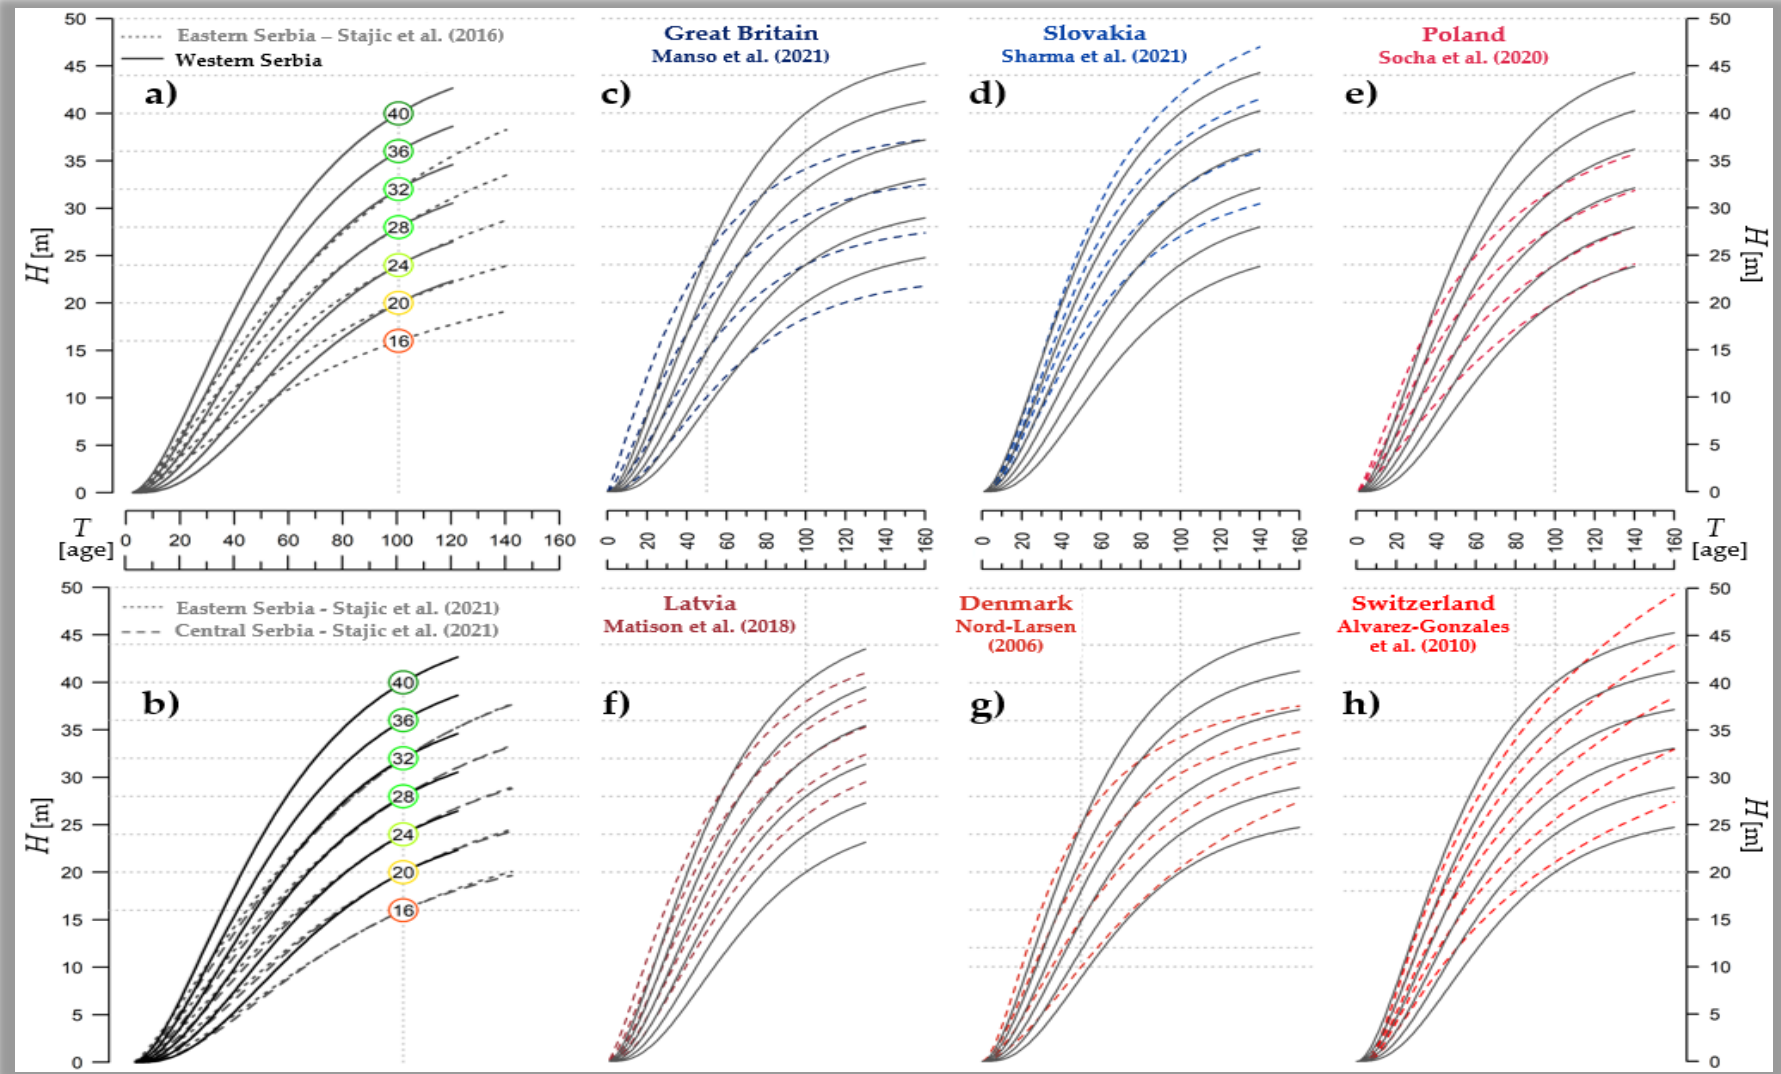 50
45
40
35
30
25
20
15
10
5
0
H [m]
Eastern Serbia – Stajic et al. (2016)
Western Serbia
a)
40
36
32
28
24
20
16
Great Britain
Manso et al. (2021)
c)
Slovakia
Sharma et al. (2021)
d)
Poland
Socha et al. (2020)
e)
50
45
40
35
30
25
20
15
10
5
0
H [m]
T
[age]
0 20 40 60 80 100 120 140 160
0 20 40 60 80 100 120 140 160
0 20 40 60 80 100 120 140 160
0 20 40 60 80 100 120 140 160
T
[age]
50
45
40
35
30
25
20
15
10
5
0
H [m]
Eastern Serbia - Stajic et al. (2021)
Central Serbia - Stajic et al. (2021)
b)
40
36
32
28
24
20
16
Latvia
Matison et al. (2018)
f)
Denmark
Nord-Larsen
(2006)
g)
Switzerland
Alvarez-Gonzales
et al. (2010)
h)
50
45
40
35
30
25
20
15
10
5
0
H [m]